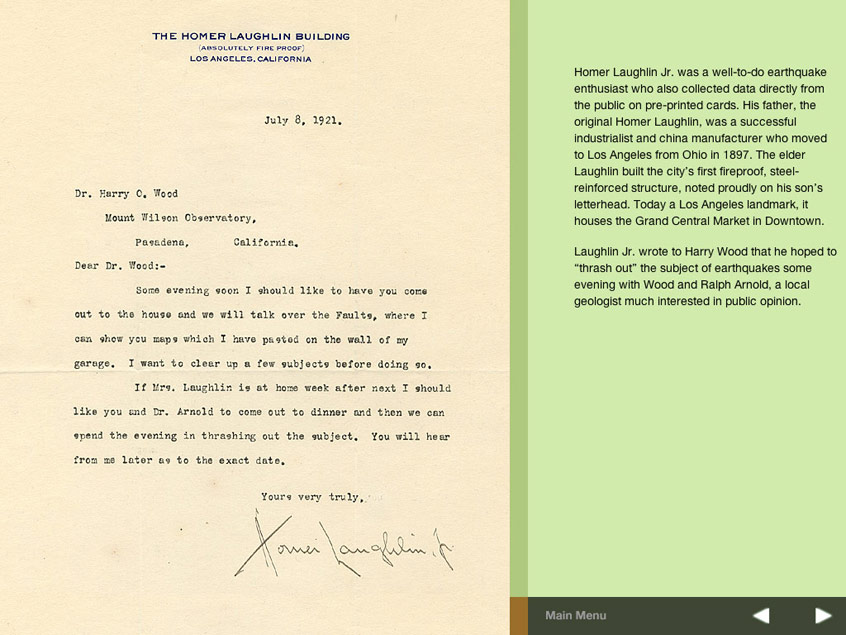 THE HOMER LAUGHLIN BUILDING
(ABSOLUTELY FIRE PROOF)
LOS ANGELES, CALIFORNIA
July 8, 1921.
Dr. Harry O. Wood
Mount Wilson Observatory,
Pasadena, California.
Dear Dr. Wood:-
Some evening soon I should like to have you come
out to the house and we will talk over the Faults, where I
can show you maps which I have pasted on the wall of my
garage. I want to clear up a few subjects before doing so.
If Mrs. Laughlin is at home week after next I should
like you and Dr. Arnold to come out to dinner and then we can
spend the evening in thrashing out the subject. You will hear
from me later as to the exact date.
Yours very truly,
Homer Laughlin Jr.
Homer Laughlin Jr. was a well-to-do earthquake
enthusiast who also collected data directly from
the public on pre-printed cards. His father, the
original Homer Laughlin, was a successful
industrialist and china manufacturer who moved
to Los Angeles from Ohio in 1897. The elder
Laughlin built the city's first fireproof, steel-
reinforced structure, noted proudly on his son's
letterhead. Today a Los Angeles landmark, it
houses the Grand Central Market in Downtown.
Laughlin Jr. wrote to Harry Wood that he hoped to
“thrash out” the subject of earthquakes some
evening with Wood and Ralph Arnold, a local
geologist much interested in public opinion.
Main Menu